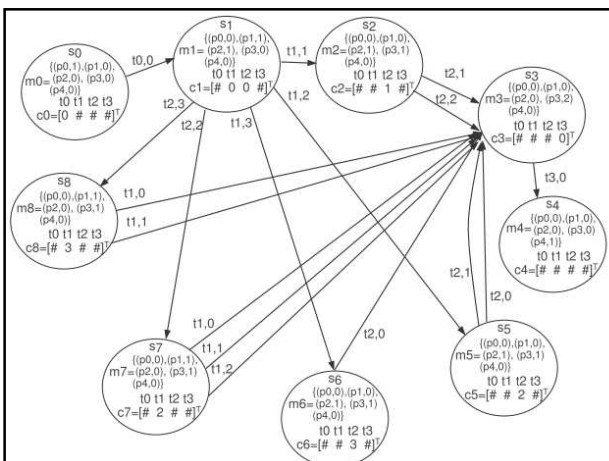 s0
{(p0,1),(p1,1),
m0=(p2,0), (p3,0)
(p4,0)}
t0 t1 t2 t3
c0=[0 # # #]ᵀ
t0,0
s1
{(p0,0),(p1,1),
m1=(p2,1), (p3,0)
(p4,0)}
t0 t1 t2 t3
c1=[# 0 0 #]ᵀ
t1,1
s2
{(p0,0),(p1,0),
m2=(p2,1), (p3,1)
(p4,0)}
t0 t1 t2 t3
c2=[# # 1 #]ᵀ
t2,1
t2,2
s3
{(p0,0),(p1,0),
m3=(p2,0), (p3,2)
(p4,0)}
t0 t1 t2 t3
c3=[# # # 0]ᵀ
t2,3
t2,2
t1,3
t1,2
t3,0
s8
{(p0,0),(p1,1),
m8=(p2,0), (p3,1)
(p4,0)}
t0 t1 t2 t3
c8=[# 3 # #]ᵀ
t1,0
t1,1
s4
{(p0,0),(p1,0),
m4=(p2,0), (p3,0)
(p4,1)}
t0 t1 t2 t3
c4=[# # # #]ᵀ
t2,1
t2,0
s7
{(p0,0),(p1,1),
m7=(p2,0), (p3,1)
(p4,0)}
t0 t1 t2 t3
c7=[# 2 # #]ᵀ
t1,0
t1,1
t1,2
t2,0
s6
{(p0,0),(p1,0),
m6=(p2,1), (p3,1)
(p4,0)}
t0 t1 t2 t3
c6=[# # 3 #]ᵀ
s5
{(p0,0),(p1,0),
m5=(p2,1), (p3,1)
(p4,0)}
t0 t1 t2 t3
c5=[# # 2 #]ᵀ